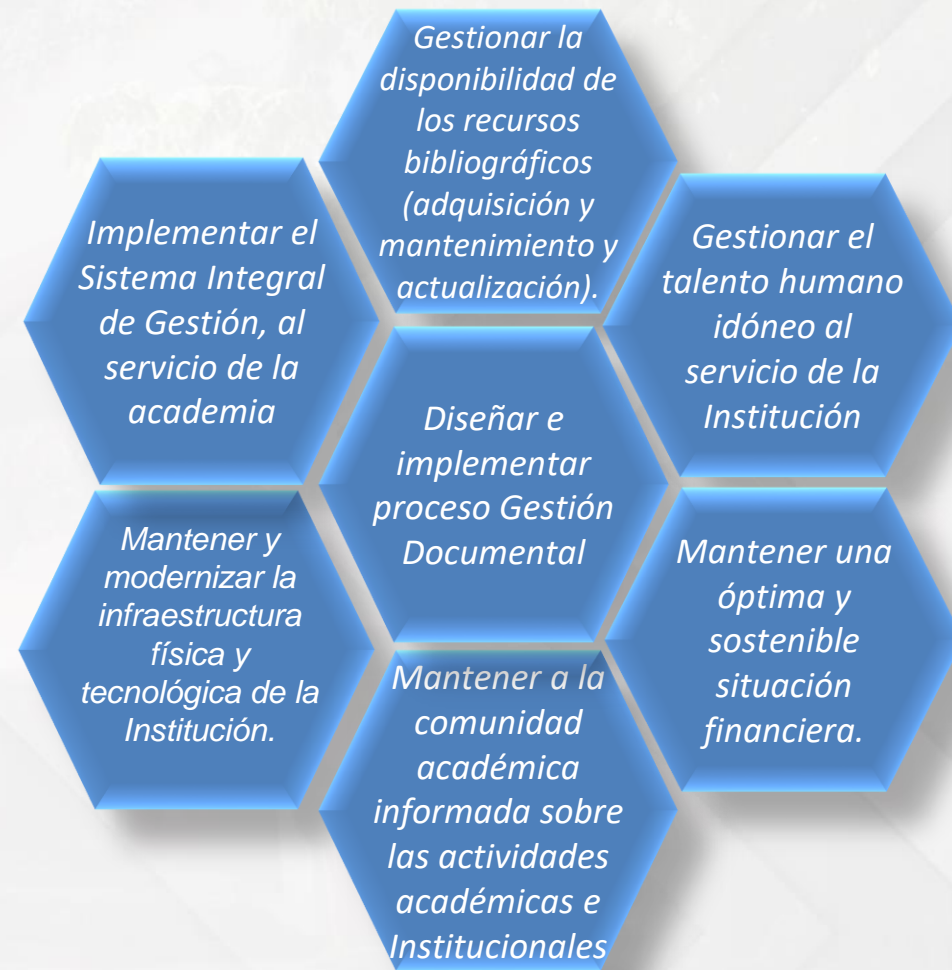 Gestionar la
disponibilidad de
los recursos
bibliográficos
(adquisición y
mantenimiento y
actualización).
Implementar el
Sistema Integral
de Gestión, al
servicio de la
academia
Gestionar el
talento humano
idóneo al
servicio de la
Institución
Diseñar e
implementar
proceso Gestión
Documental
Mantener y
modernizar la
infraestructura
física y
tecnológica de la
Institución.
Mantener una
óptima y
sostenible
situación
financiera.
Mantener a la
comunidad
académica
informada sobre
las actividades
académicas e
Institucionales